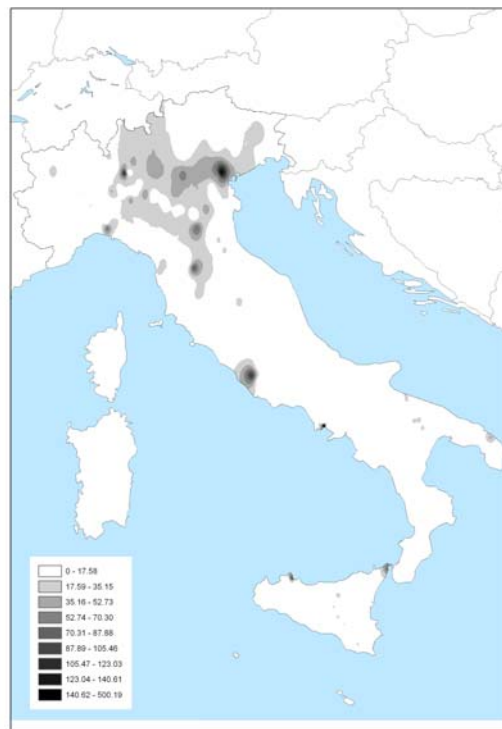 0 - 17.58
17.59 - 35.15
35.16 - 52.73
52.74 - 70.30
70.31 - 87.88
87.89 - 105.46
105.47 - 123.03
123.04 - 140.61
140.62 - 500.19